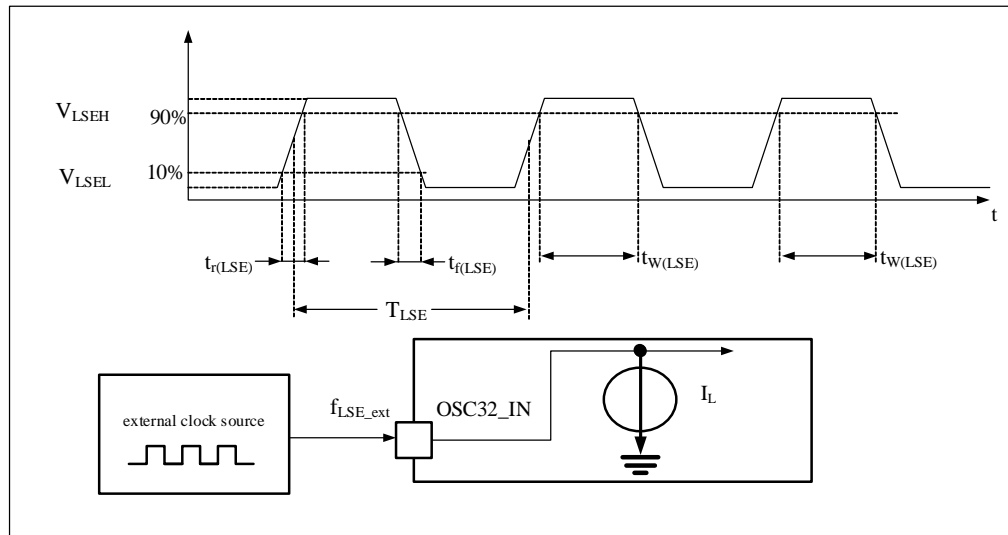 V_LSEH
90%
10%
V_LSEL
t
t_r(LSE)
t_f(LSE)
t_W(LSE)
t_W(LSE)
T_LSE
external clock source
f_LSE_ext
OSC32_IN
I_L